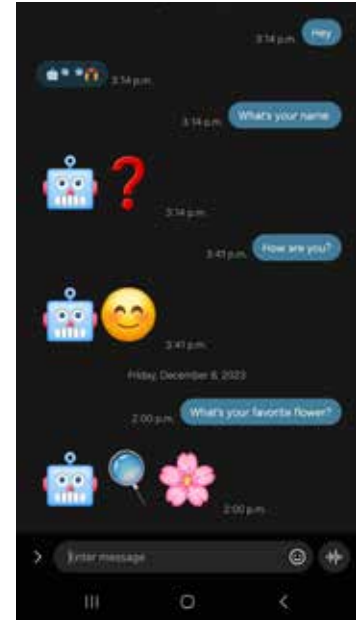 Hey
3:14 p.m.
3:14 p.m.
What's your name
3:14 p.m.
3:14 p.m.
How are you?
3:41 p.m.
3:41 p.m.
Friday, December 8, 2023
What's your favorite flower?
2:00 p.m.
2:00 p.m.
Enter message